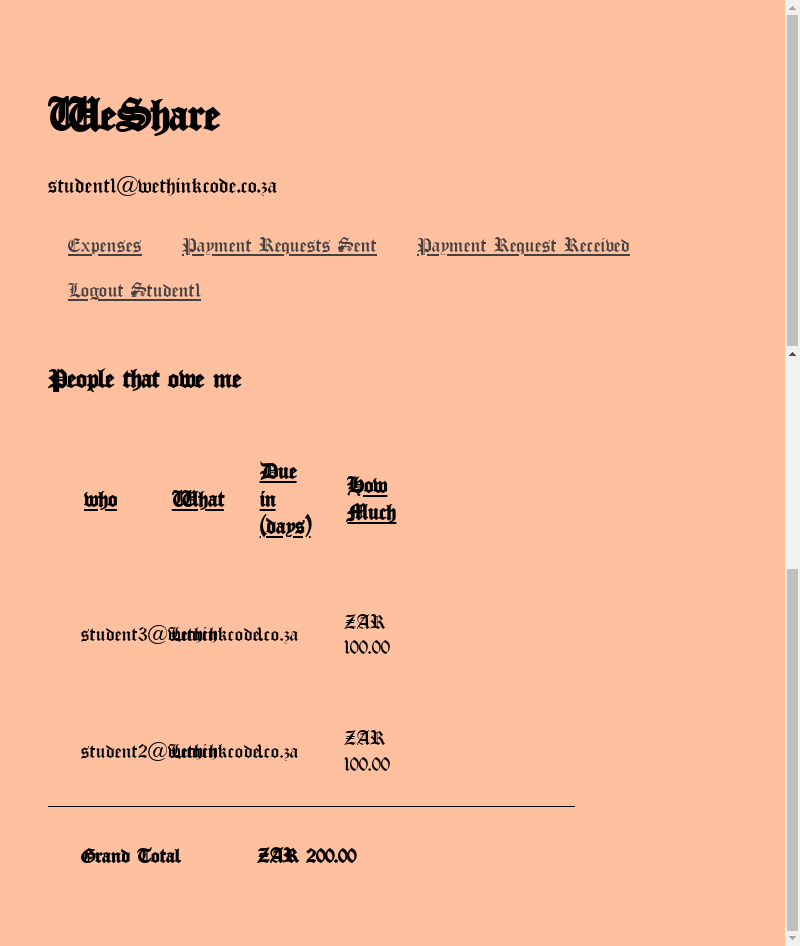 WeShare
student1@wethinkcode.co.za
Expenses Payment Requests Sent Payment Request Received
Logout Student1
People that owe me
who What Due in (days) How Much
student3@wethinkcode.co.za ZAR 100.00
student2@wethinkcode.co.za ZAR 100.00
Grand Total ZAR 200.00